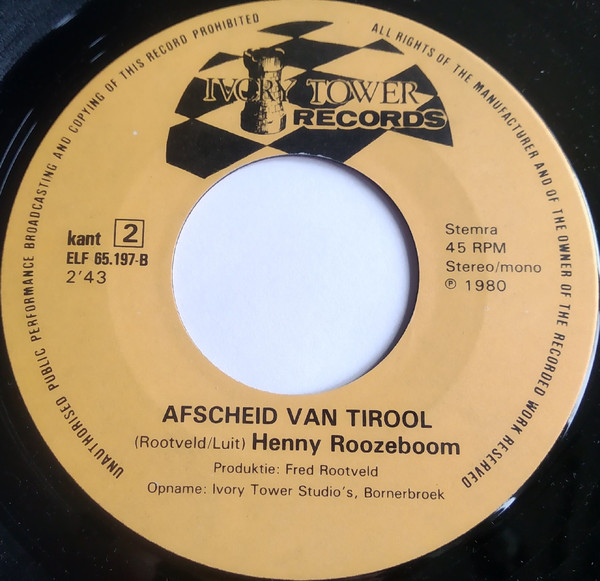 UNAUTHORISED PUBLIC PERFORMANCE BROADCASTING AND COPYING OF THIS RECORD PROHIBITED
ALL RIGHTS OF THE MANUFACTURER AND OF THE OWNER OF THE RECORDED WORK RESERVED
IVORY TOWER
RECORDS
kant 2
ELF 65.197-B
2'43
Stemra
45 RPM
Stereo/mono
℗ 1980
AFSCHEID VAN TIROOL
(Rootveld/Luit) Henny Roozeboom
Produktie: Fred Rootveld
Opname: Ivory Tower Studio's, Bornerbroek